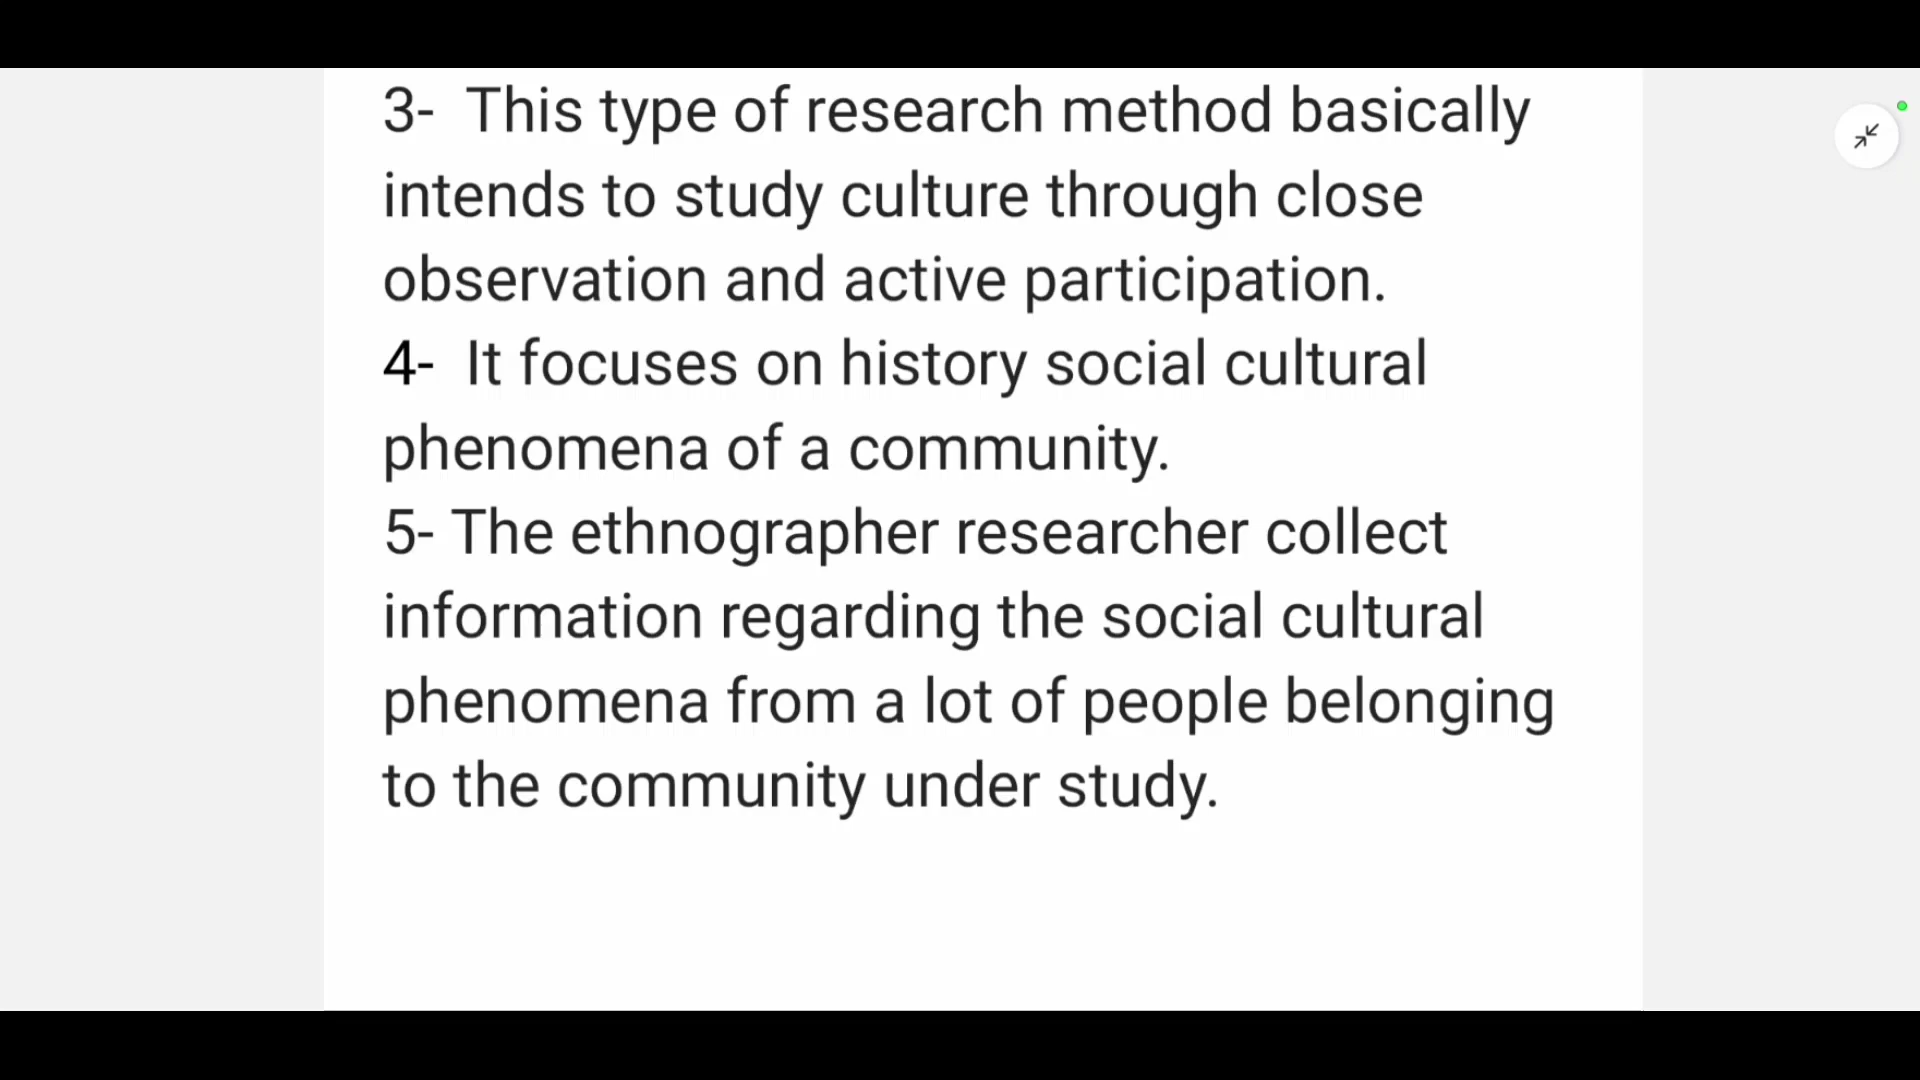 3-  This type of research method basically
intends to study culture through close
observation and active participation.
4-  It focuses on history social cultural
phenomena of a community.
5- The ethnographer researcher collect
information regarding the social cultural
phenomena from a lot of people belonging
to the community under study.